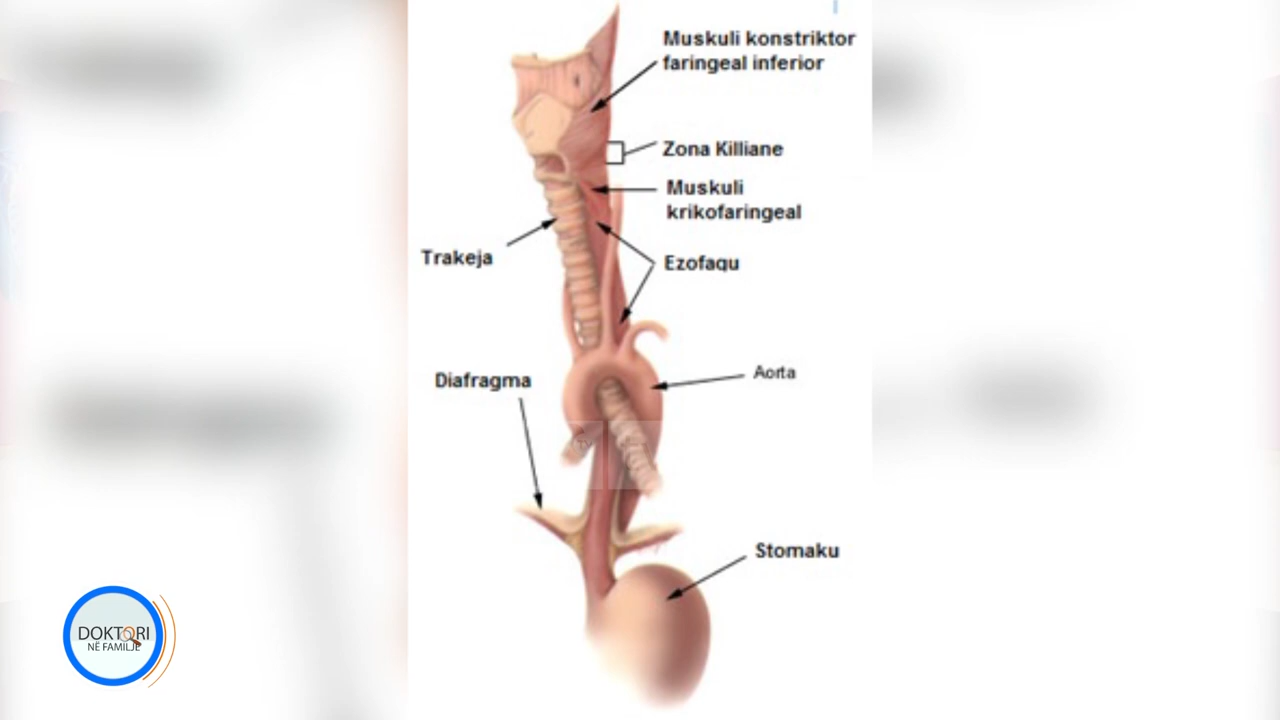 Muskuli konstriktor
faringeal inferior
Zona Killiane
Muskuli
krikofaringeal
Trakeja
Ezofagu
Diafragma
Aorta
Stomaku
DOKTORI
NË FAMILJE